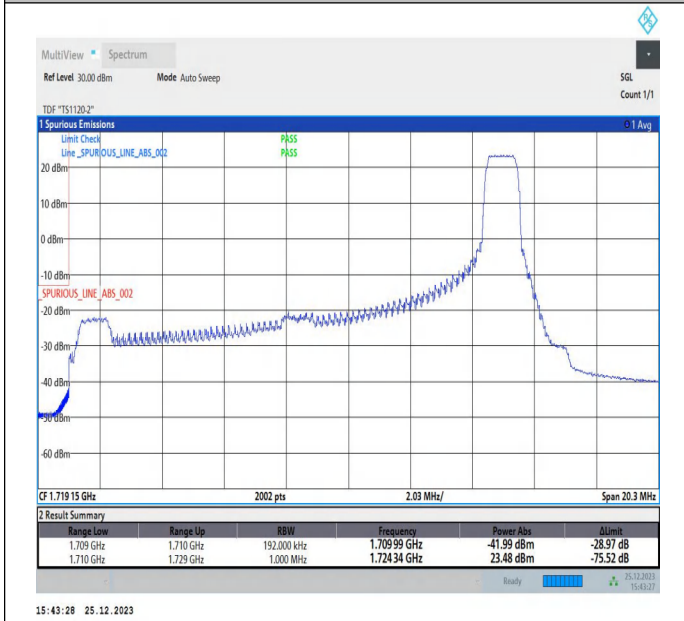 MultiView Spectrum
Ref Level 30.00 dBm Mode Auto Sweep SGL
Count 1/1
TDF "TS1120-2"
1 Spurious Emissions 1 Avg
Limit Check PASS
Line _SPURIOUS_LINE_ABS_002 PASS
20 dBm
10 dBm
0 dBm
-10 dBm
_SPURIOUS_LINE_ABS_002
-20 dBm
-30 dBm
-40 dBm
-50 dBm
-60 dBm
CF 1.719 15 GHz 2002 pts 2.03 MHz/ Span 20.3 MHz
2 Result Summary
Range Low Range Up RBW Frequency Power Abs ΔLimit
1.709 GHz 1.710 GHz 192.000 kHz 1.709 99 GHz -41.99 dBm -28.97 dB
1.710 GHz 1.729 GHz 1.000 MHz 1.724 34 GHz 23.48 dBm -75.52 dB
Ready 25.12.2023
15:43:27
15:43:28 25.12.2023